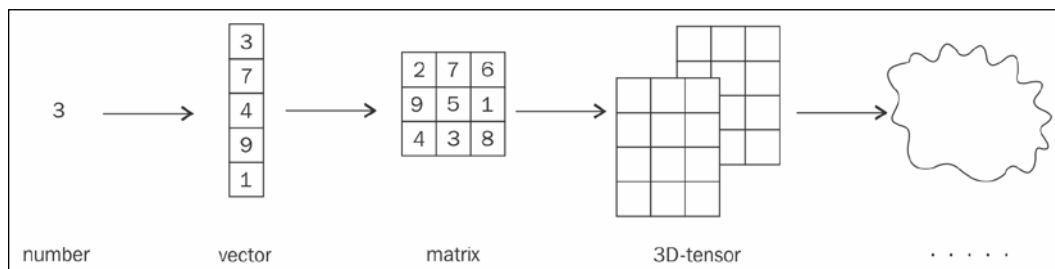 3
3
7
4
9
1
2 7 6
9 5 1
4 3 8
number vector matrix 3D-tensor . . . . .